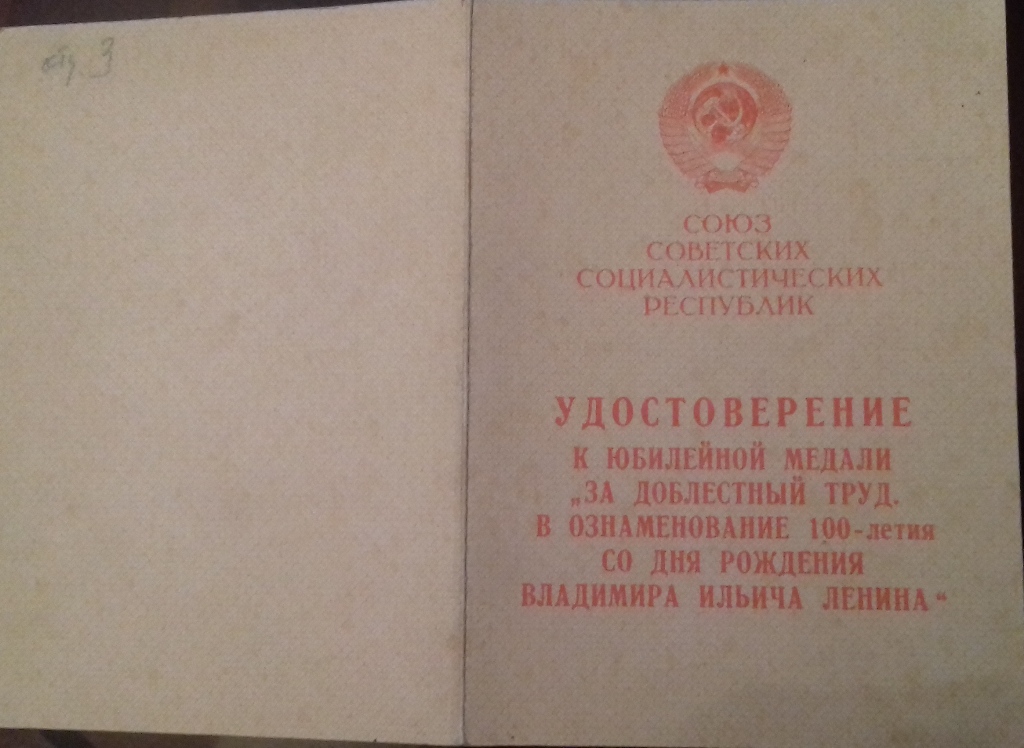 3
СОЮЗ
СОВЕТСКИХ
СОЦИАЛИСТИЧЕСКИХ
РЕСПУБЛИК
УДОСТОВЕРЕНИЕ
К ЮБИЛЕЙНОЙ МЕДАЛИ
„ЗА ДОБЛЕСТНЫЙ ТРУД.
В ОЗНАМЕНОВАНИЕ 100-летия
СО ДНЯ РОЖДЕНИЯ
ВЛАДИМИРА ИЛЬИЧА ЛЕНИНА“